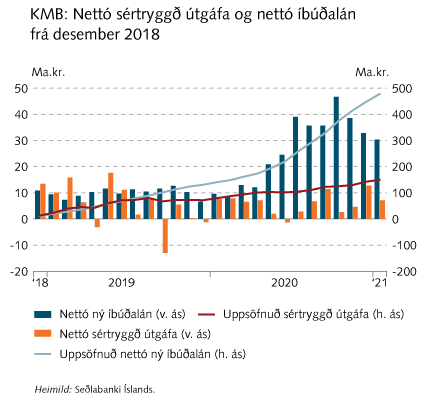 KMB: Nettó sértryggð útgáfa og nettó íbúðalán
frá desember 2018
Ma.kr. Ma.kr.
50 500
40 400
30 300
20 200
10 100
0 0
-10 -100
-20 -200
'18 2019 2020 '21
Nettó ný íbúðalán (v. ás) Uppsöfnuð sértryggð útgáfa (h. ás)
Nettó sértryggð útgáfa (v. ás)
Uppsöfnuð nettó ný íbúðalán (h. ás)
Heimild: Seðlabanki Íslands.